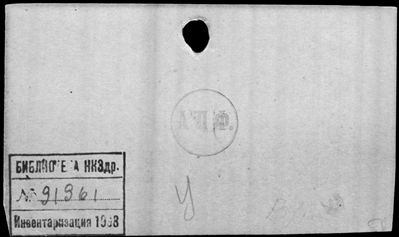 А.П.Ф.
БИБЛИОТЕКА НКЗдр.
№ 91361
У
Инвентаризация 1938